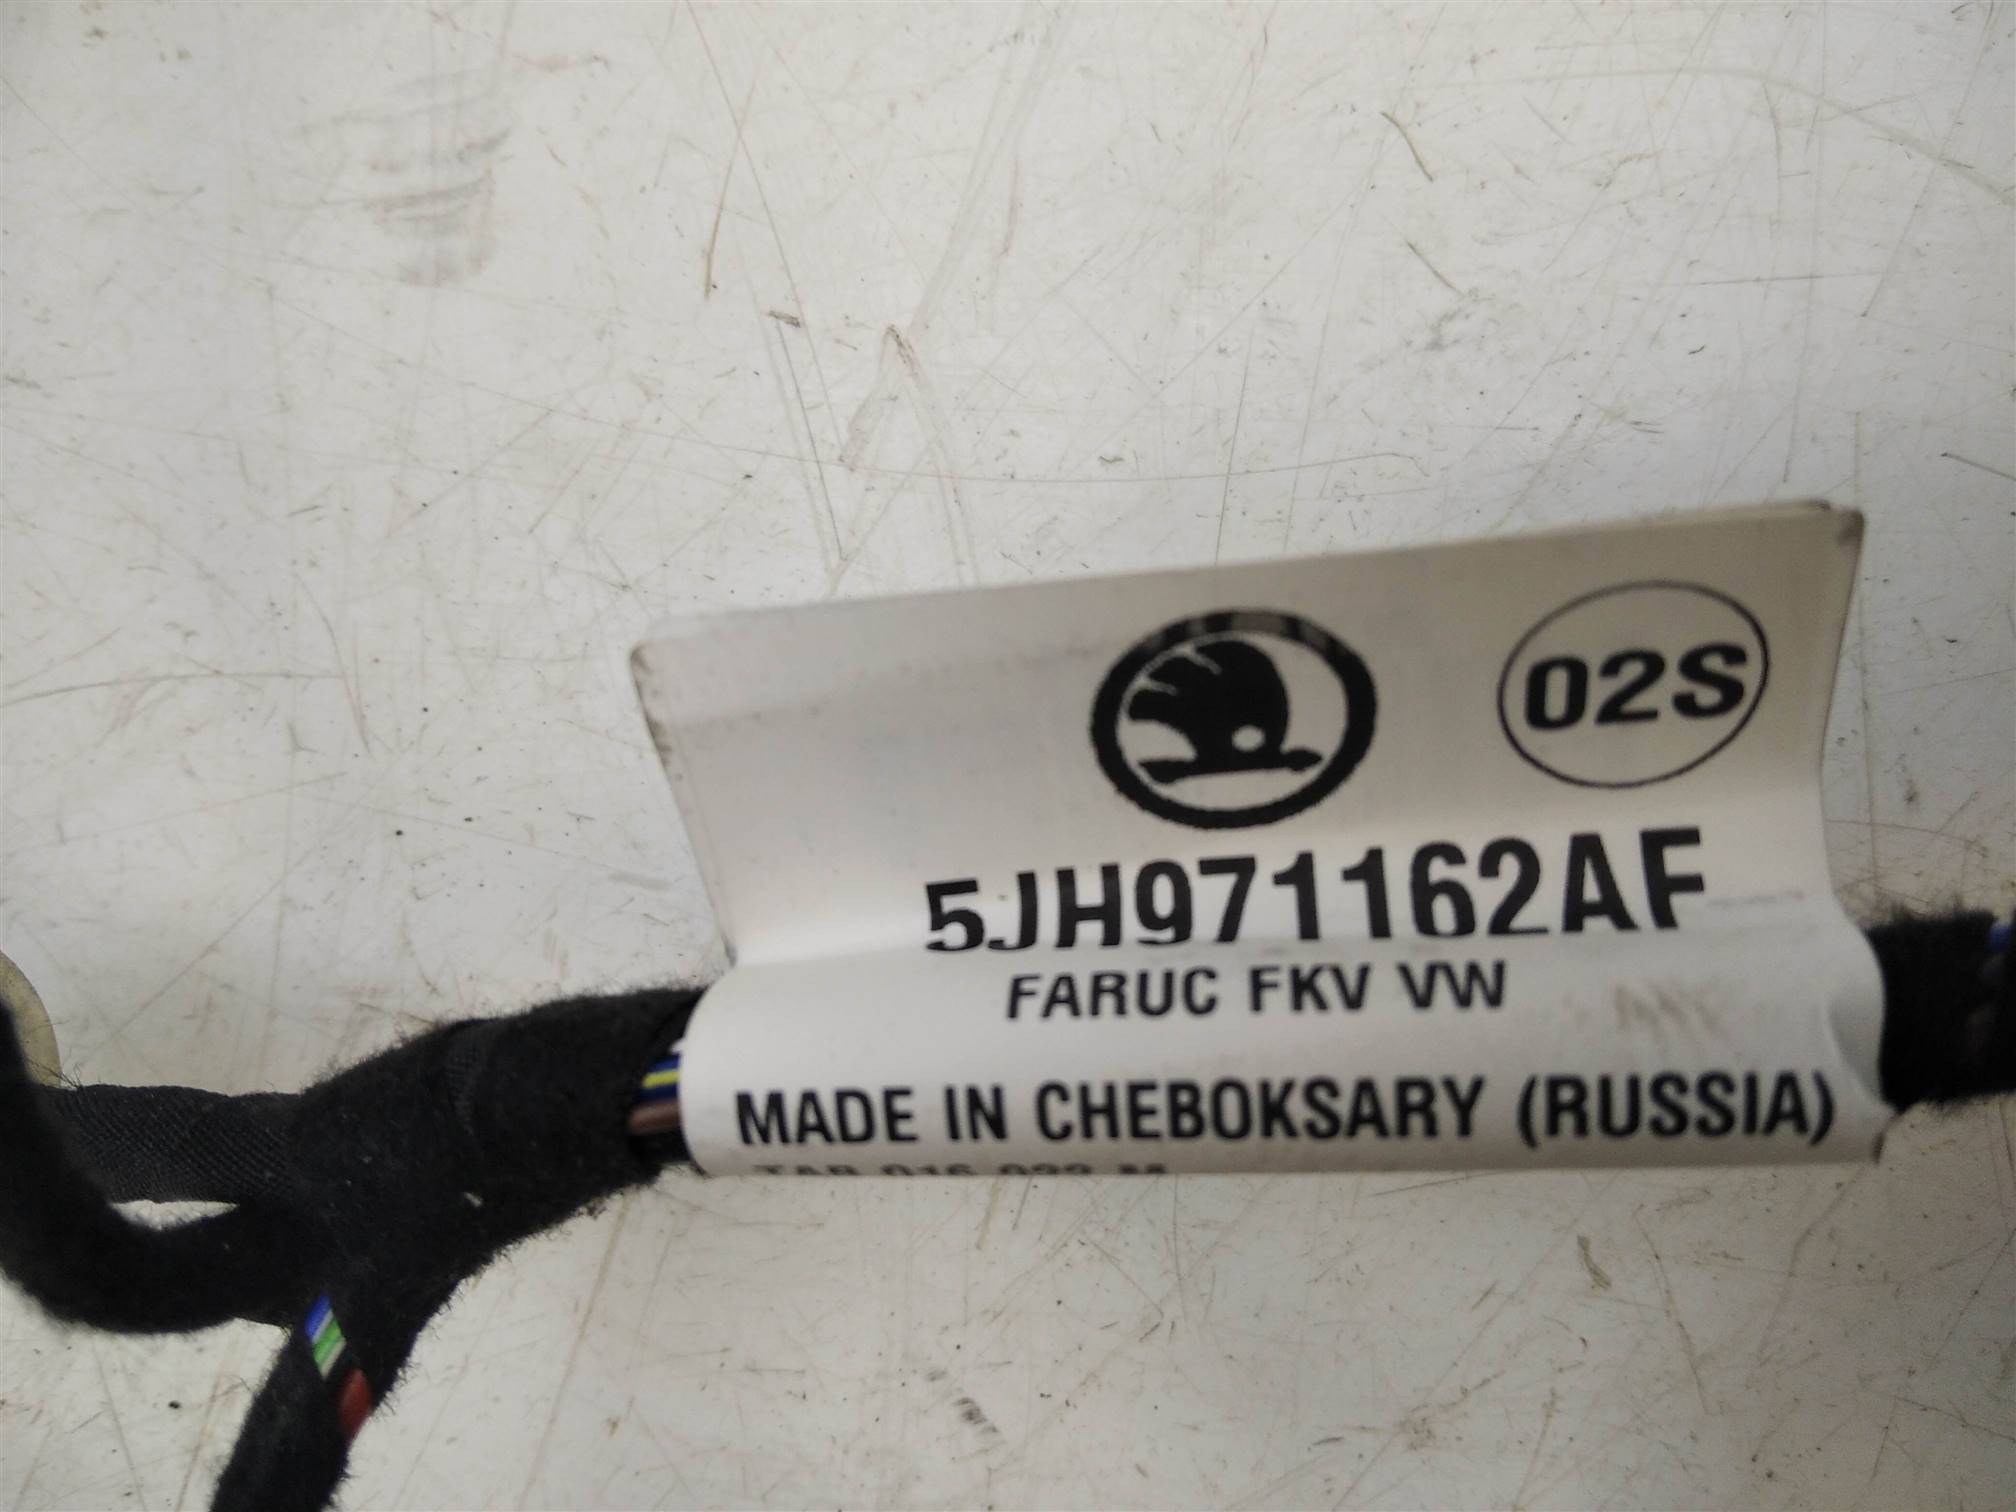 02S
5JH971162AF
FARUC FKV VW
MADE IN CHEBOKSARY (RUSSIA)